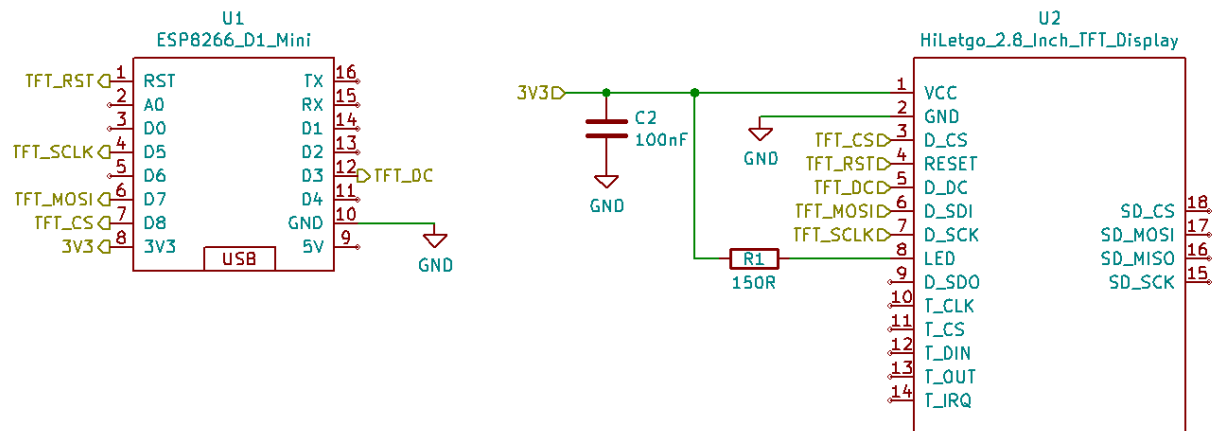 U1
ESP8266_D1_Mini
TFT_RST 1 RST TX 16
2 A0 RX 15
3 D0 D1 14
TFT_SCLK 4 D5 D2 13
5 D6 D3 12 TFT_DC
TFT_MOSI 6 D7 D4 11
TFT_CS 7 D8 GND 10
3V3 8 3V3 5V 9
USB
GND
U2
HiLetgo_2.8_Inch_TFT_Display
3V3
C2
100nF
GND
GND
R1
150R
1 VCC
2 GND
TFT_CS 3 D_CS
TFT_RST 4 RESET
TFT_DC 5 D_DC
TFT_MOSI 6 D_SDI
TFT_SCLK 7 D_SCK
8 LED
9 D_SDO
10 T_CLK
11 T_CS
12 T_DIN
13 T_OUT
14 T_IRQ
SD_CS 18
SD_MOSI 17
SD_MISO 16
SD_SCK 15